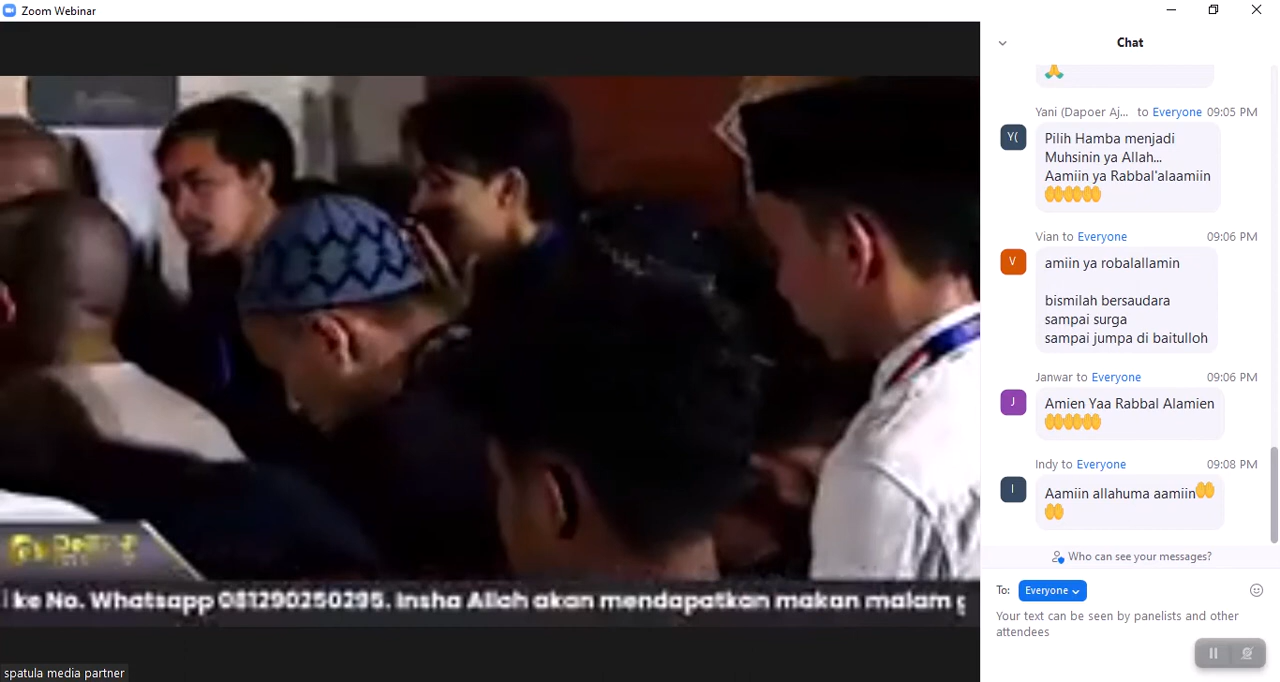 Zoom Webinar
Chat
Yani (Dapoer Aj... to Everyone 09:05 PM
Y(
Pilih Hamba menjadi
Muhsinin ya Allah...
Aamiin ya Rabbal'alaamiin
Vian to Everyone 09:06 PM
V
amiin ya robalallamin
bismilah bersaudara
sampai surga
sampai jumpa di baitulloh
Janwar to Everyone 09:06 PM
J
Amien Yaa Rabbal Alamien
Indy to Everyone 09:08 PM
I
Aamiin allahuma aamiin
Who can see your messages?
To: Everyone
Your text can be seen by panelists and other
attendees
ke No. Whatsapp 081290250295. Insha Allah akan mendapatkan makan malam g
spatula media partner